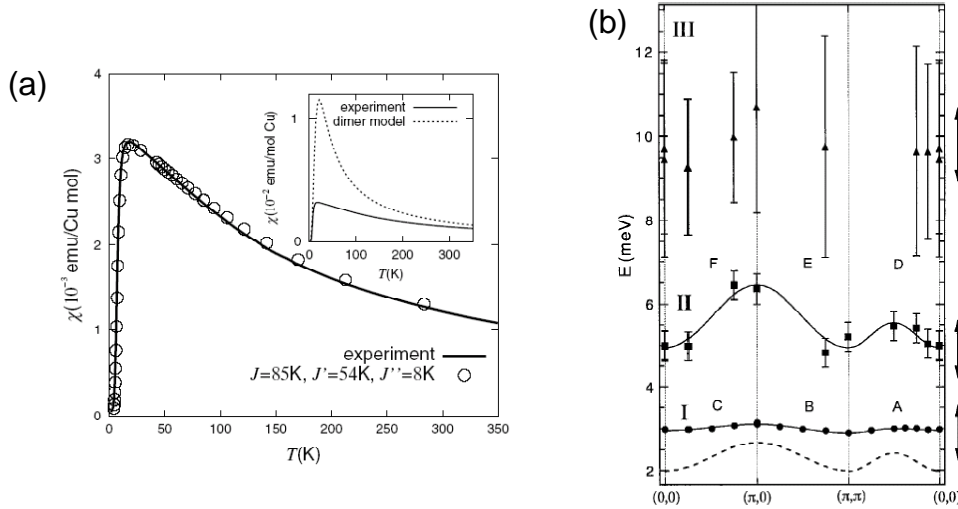 (a)
4
3
2
1
0
χ(10⁻³ emu/Cu mol)
0 50 100 150 200 250 300 350
T(K)
experiment
J=85K, J'=54K, J''=8K
1
0
χ(10⁻² emu/mol Cu)
experiment
dimer model
0 100 200 300
T(K)
(b)
III
12
10
8
6
4
2
E (meV)
F E D
II
I C B A
(0,0) (π,0) (π,π) (0,0)